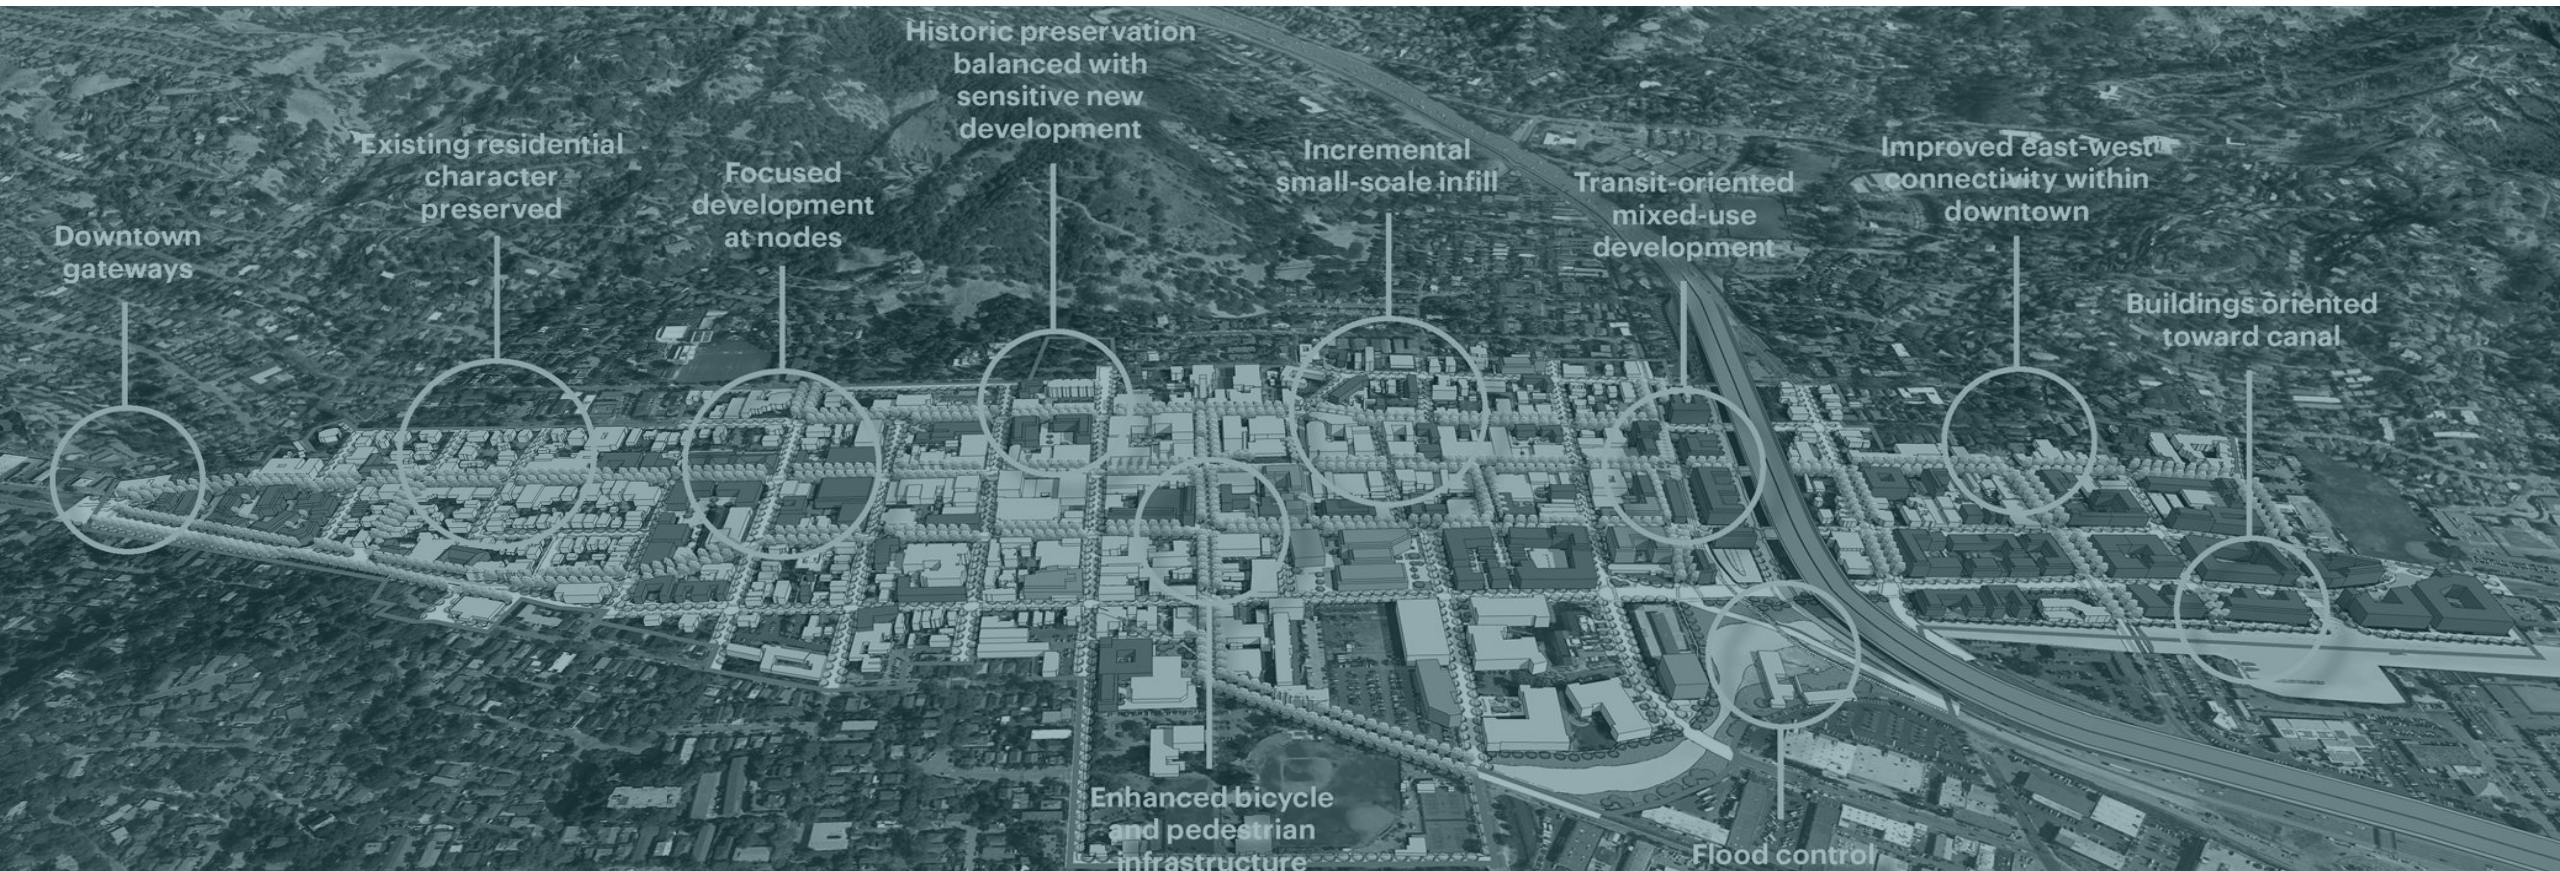 Historic preservation
balanced with
sensitive new
development
Existing residential
character
preserved
Focused
development
at nodes
Incremental
small-scale infill
Transit-oriented
mixed-use
development
Improved east-west
connectivity within
downtown
Downtown
gateways
Buildings oriented
toward canal
Enhanced bicycle
and pedestrian
infrastructure
Flood control